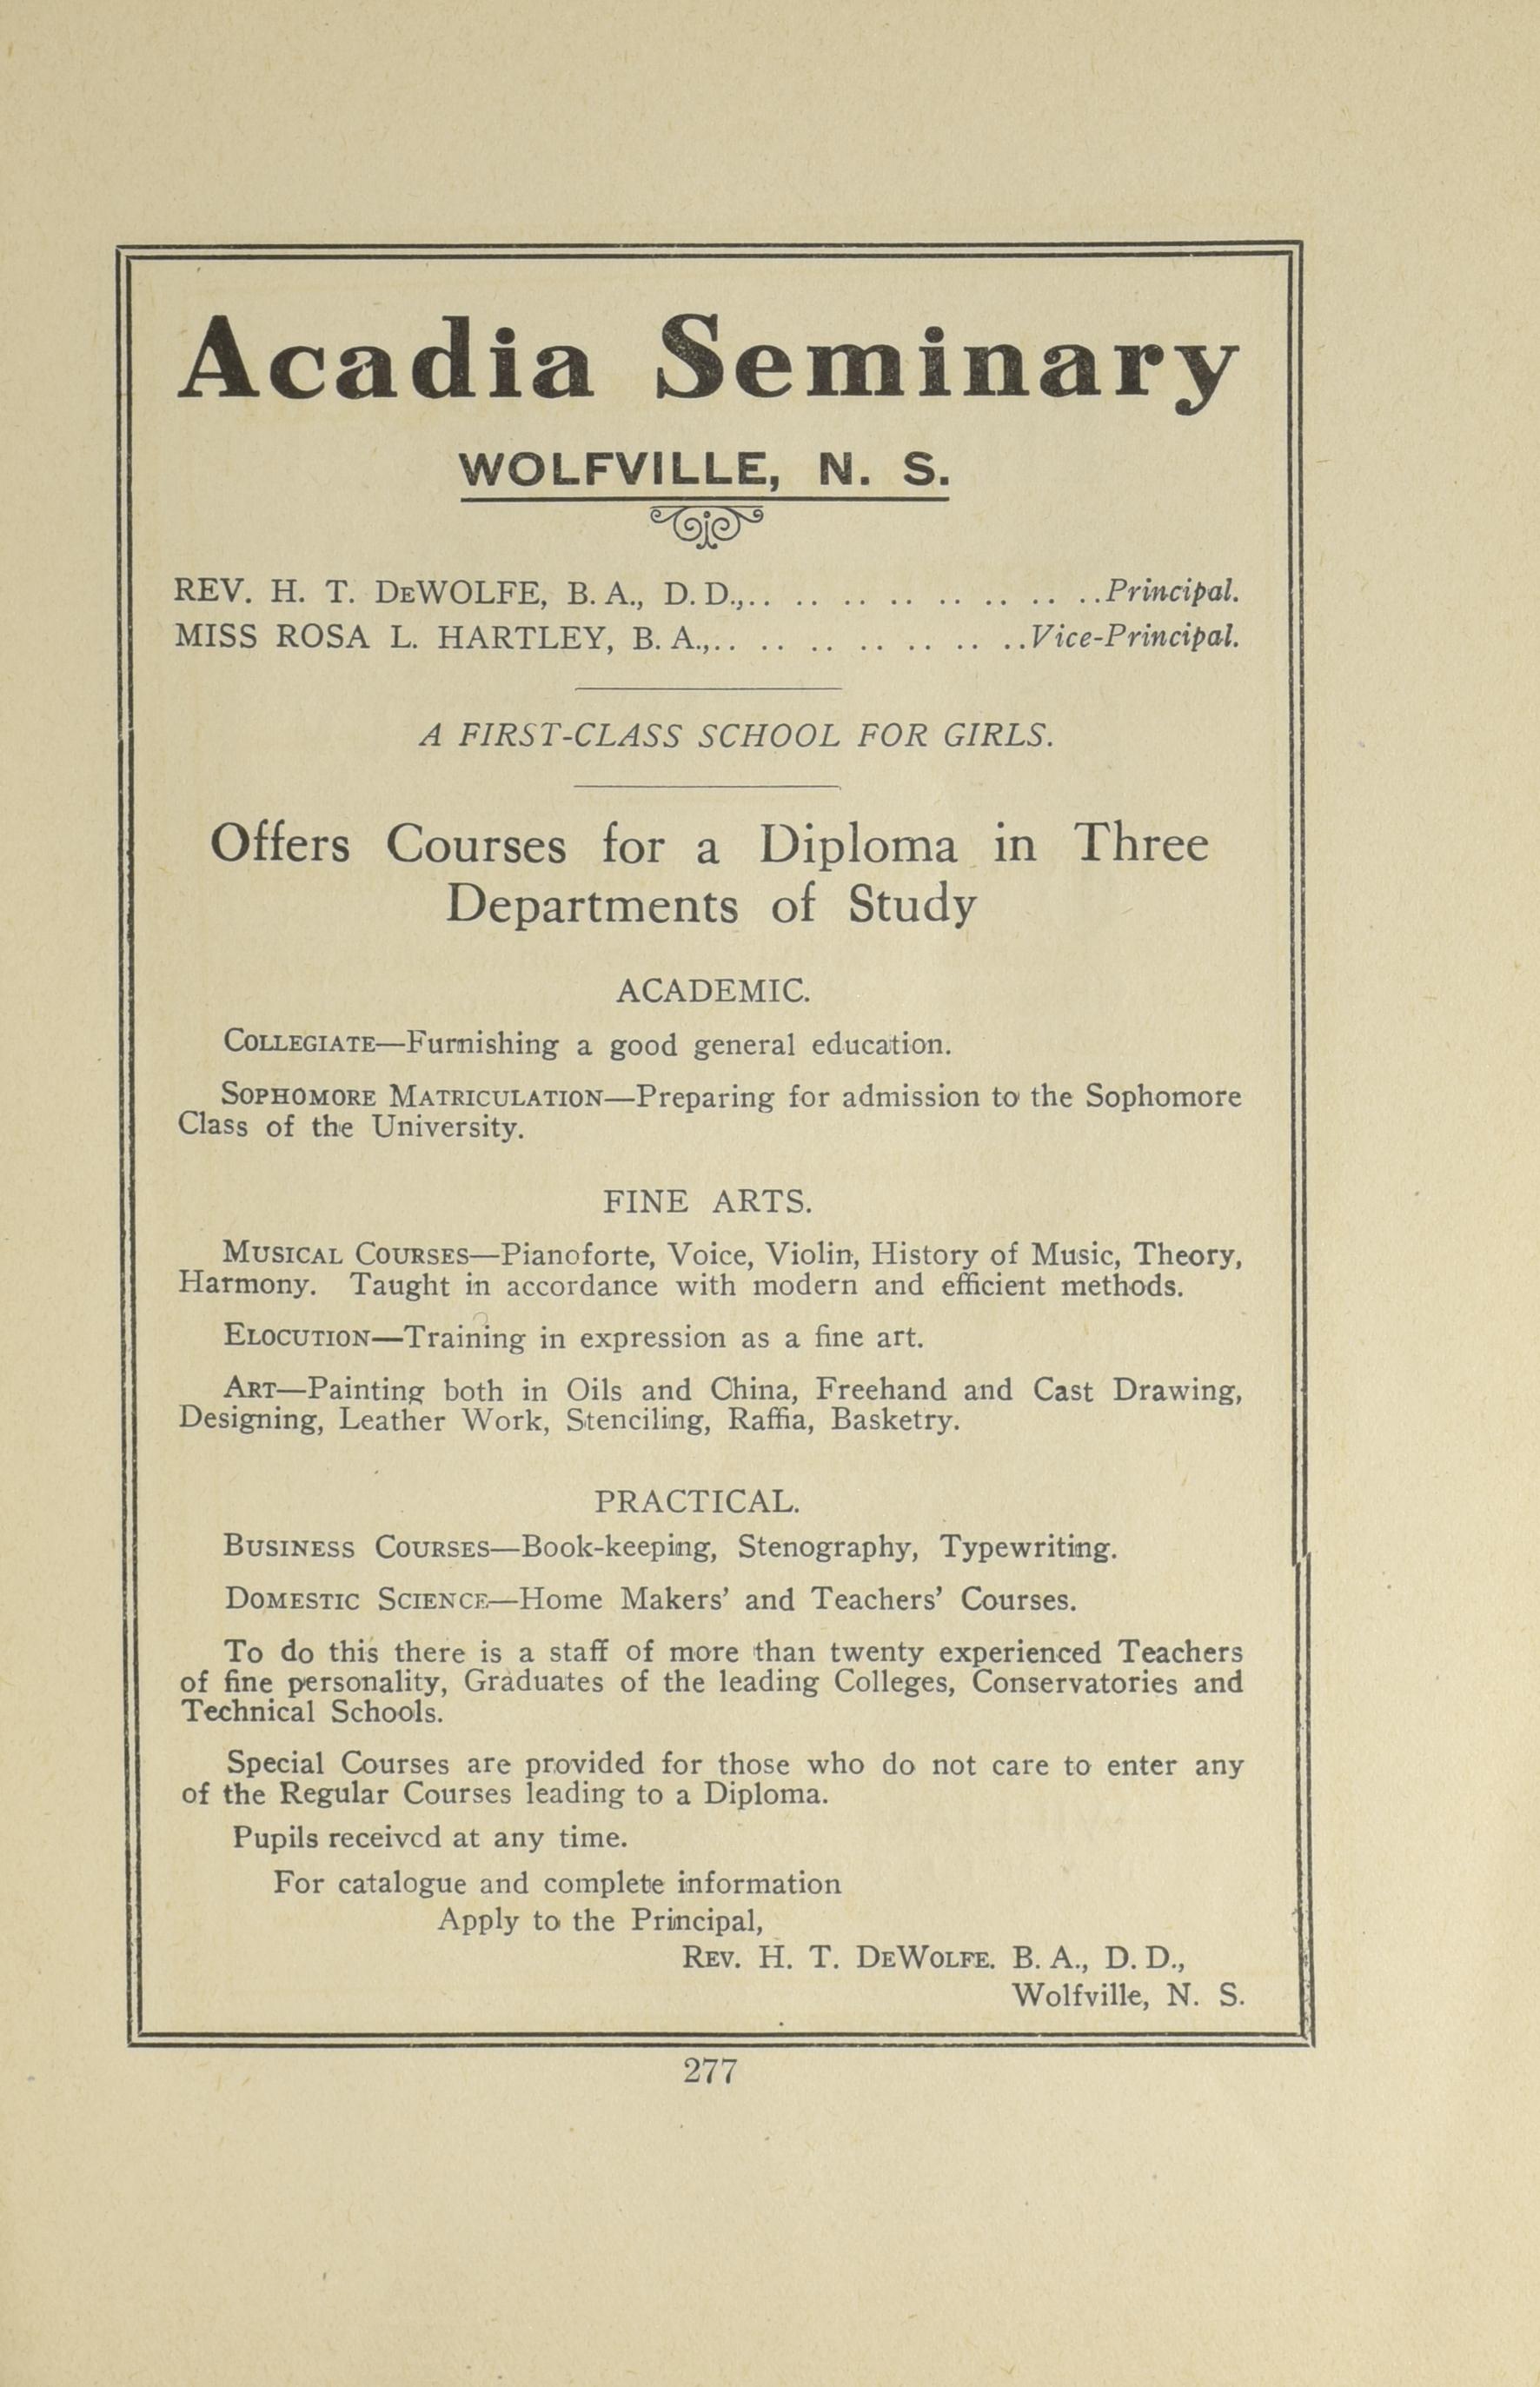 Acadia Seminary
WOLFVILLE, N. S.
REV. H. T. DEWOLFE, B. A., D. D.,.. .. .. .. .. .. .. ..Principal.
MISS ROSA L. HARTLEY, B. A.,.. .. .. .. .. .. ..Vice-Principal.
A FIRST-CLASS SCHOOL FOR GIRLS.
Offers Courses for a Diploma in Three
Departments of Study
ACADEMIC.
COLLEGIATE—Furnishing a good general education.
SOPHOMORE MATRICULATION—Preparing for admission to the Sophomore
Class of the University.
FINE ARTS.
MUSICAL COURSES—Pianoforte, Voice, Violin, History of Music, Theory,
Harmony. Taught in accordance with modern and efficient methods.
ELOCUTION—Training in expression as a fine art.
ART—Painting both in Oils and China, Freehand and Cast Drawing,
Designing, Leather Work, Stenciling, Raffia, Basketry.
PRACTICAL.
BUSINESS COURSES—Book-keeping, Stenography, Typewriting.
DOMESTIC SCIENCE—Home Makers' and Teachers' Courses.
To do this there is a staff of more than twenty experienced Teachers
of fine personality, Graduates of the leading Colleges, Conservatories and
Technical Schools.
Special Courses are provided for those who do not care to enter any
of the Regular Courses leading to a Diploma.
Pupils received at any time.
For catalogue and complete information
Apply to the Principal,
REV. H. T. DEWOLFE. B. A., D. D.,
Wolfville, N. S.
277